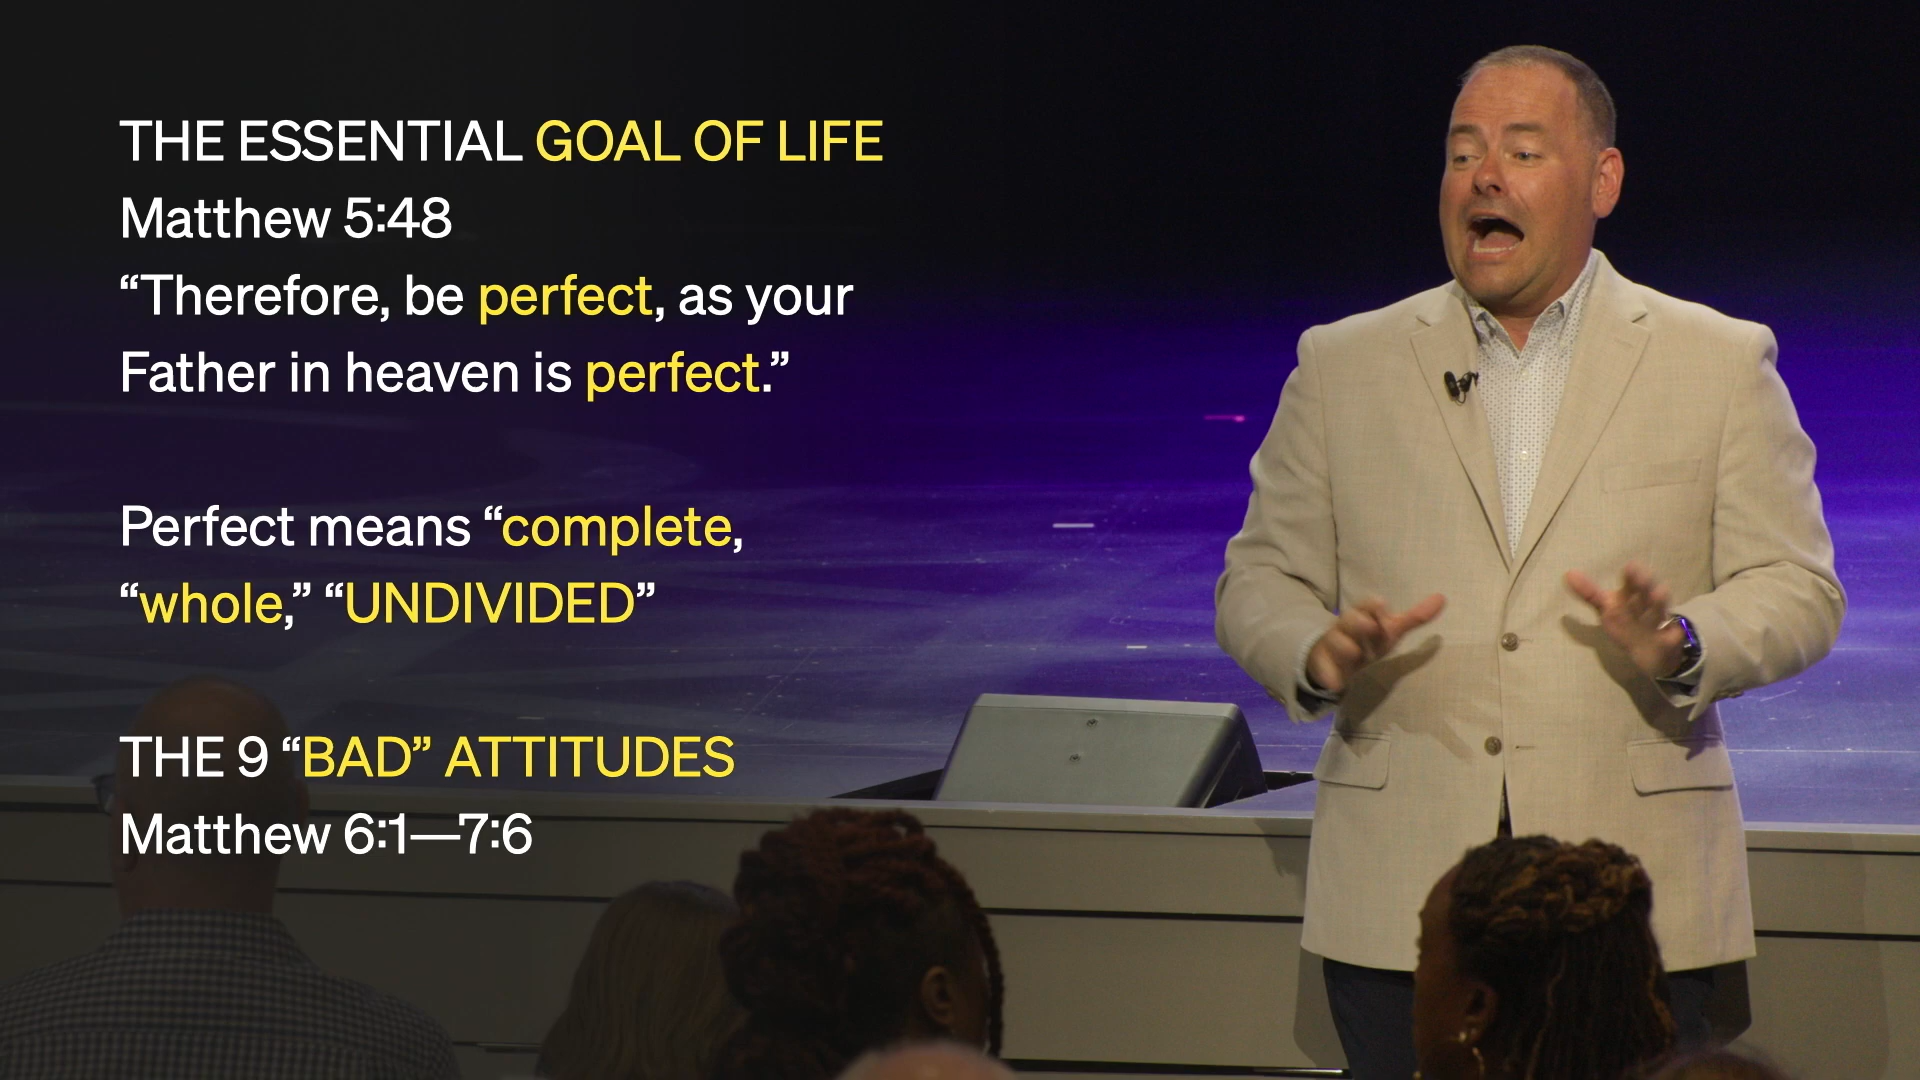 THE ESSENTIAL GOAL OF LIFE
Matthew 5:48
“Therefore, be perfect, as your
Father in heaven is perfect.”
Perfect means “complete,
“whole,” “UNDIVIDED”
THE 9 “BAD” ATTITUDES
Matthew 6:1—7:6